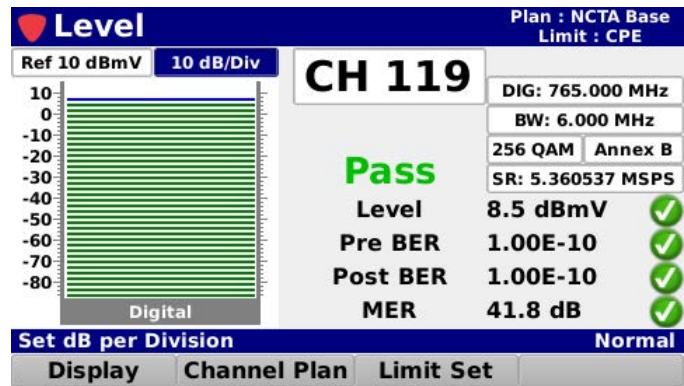 Level
Plan : NCTA Base
Limit : CPE
Ref 10 dBmV
10 dB/Div
CH 119
DIG: 765.000 MHz
BW: 6.000 MHz
256 QAM
Annex B
SR: 5.360537 MSPS
10
0
-10
-20
-30
-40
-50
-60
-70
-80
Digital
Pass
Level 8.5 dBmV
Pre BER 1.00E-10
Post BER 1.00E-10
MER 41.8 dB
Set dB per Division
Normal
Display
Channel Plan
Limit Set